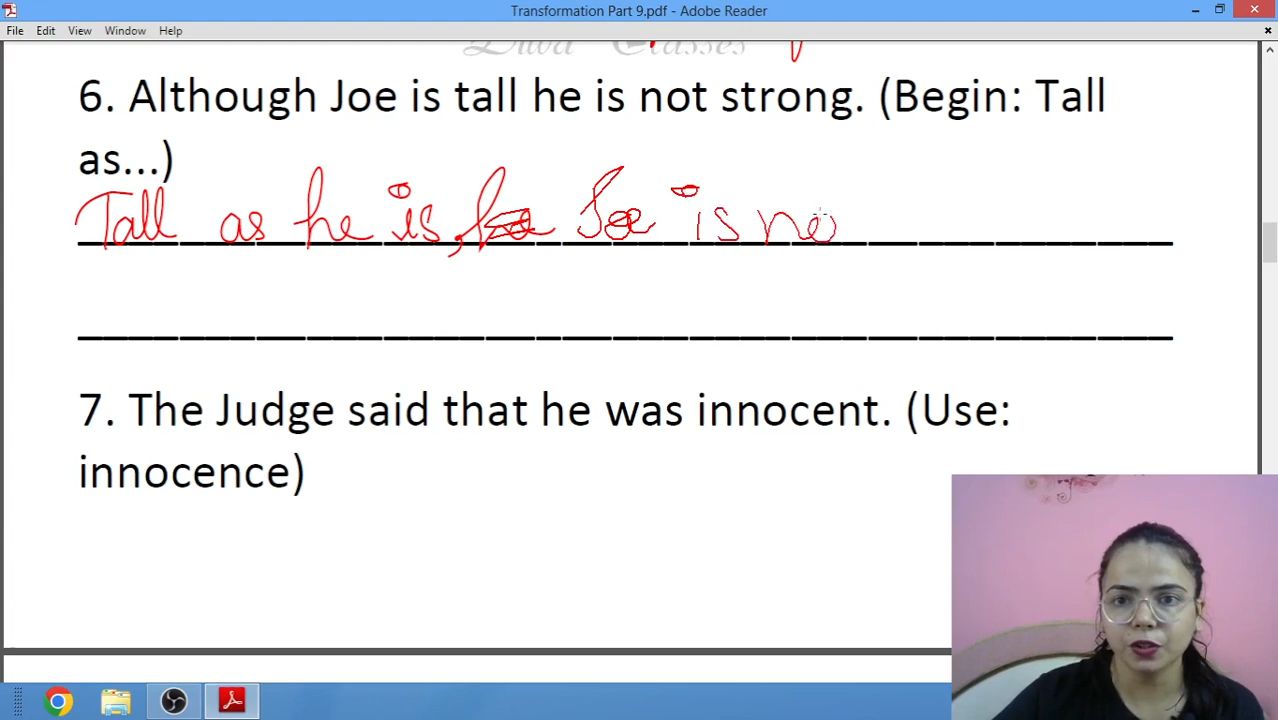 Transformation Part 9.pdf - Adobe Reader
File Edit View Window Help
Classes
6. Although Joe is tall he is not strong. (Begin: Tall
as...)
Tall as he is, Joe is no
7. The Judge said that he was innocent. (Use:
innocence)